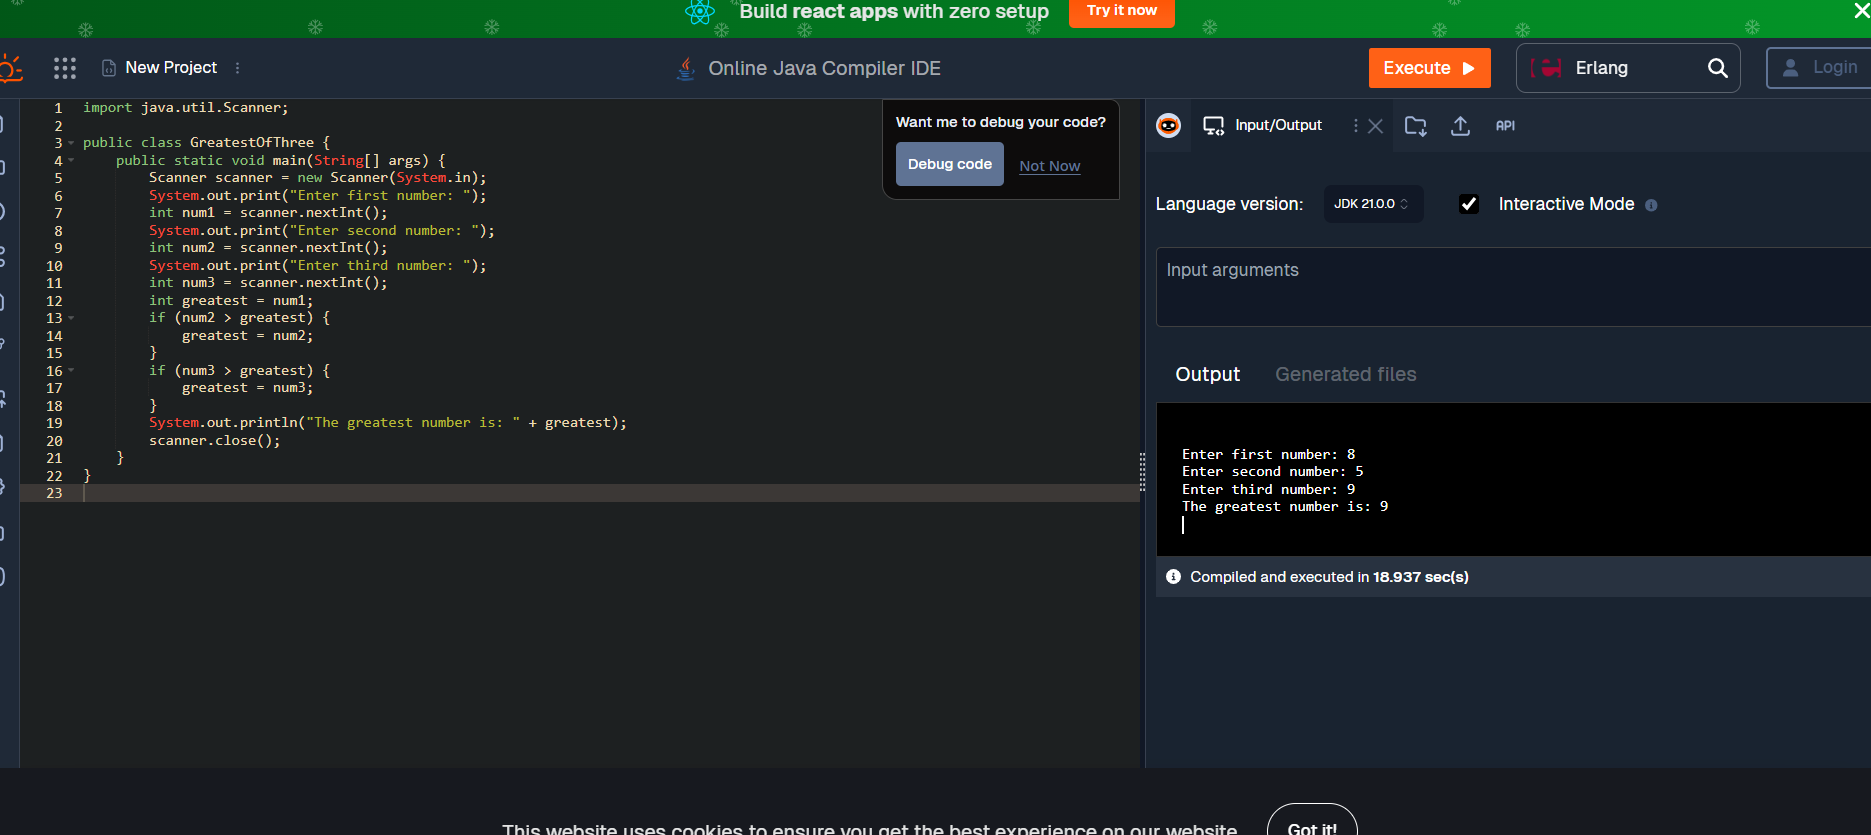 Build react apps with zero setup
Try it now
New Project
Online Java Compiler IDE
Execute
Erlang
Login
1 import java.util.Scanner;
2
3 public class GreatestOfThree {
4 public static void main(String[] args) {
5 Scanner scanner = new Scanner(System.in);
6 System.out.print("Enter first number: ");
7 int num1 = scanner.nextInt();
8 System.out.print("Enter second number: ");
9 int num2 = scanner.nextInt();
10 System.out.print("Enter third number: ");
11 int num3 = scanner.nextInt();
12 int greatest = num1;
13 if (num2 > greatest) {
14 greatest = num2;
15 }
16 if (num3 > greatest) {
17 greatest = num3;
18 }
19 System.out.println("The greatest number is: " + greatest);
20 scanner.close();
21 }
22 }
23
Want me to debug your code?
Debug code
Not Now
Input/Output
API
Language version:
JDK 21.0.0
Interactive Mode
Input arguments
Output
Generated files
Enter first number: 8
Enter second number: 5
Enter third number: 9
The greatest number is: 9
Compiled and executed in 18.937 sec(s)
This website uses cookies to ensure you get the best experience on our website
Got it!